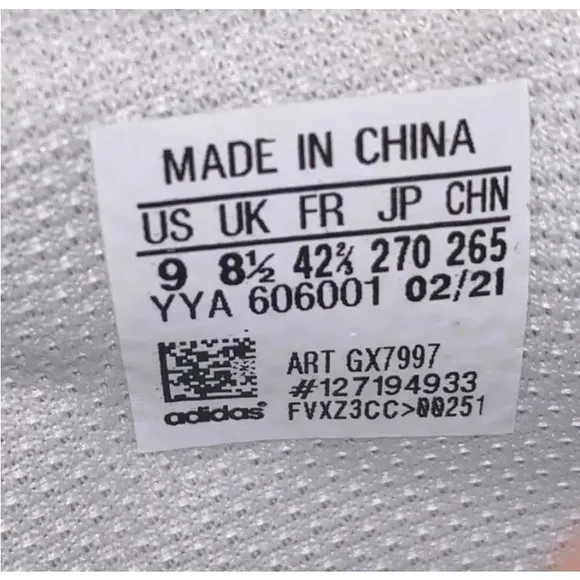 MADE IN CHINA
US UK FR JP CHN
9 8½ 42⅔ 270 265
YYA 606001 02/21
ART GX7997
#127194933
adidas FVXZ3CC>00251